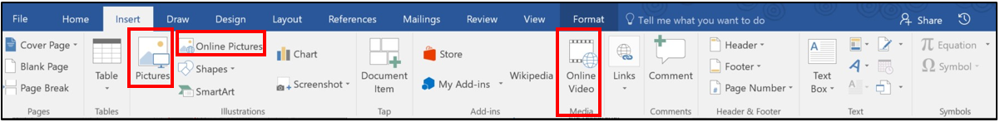 File Home Insert Draw Design Layout References Mailings Review View Format Tell me what you want to do Share
Cover Page
Blank Page
Page Break
Pages
Table
Tables
Pictures
Online Pictures
Shapes
SmartArt
Chart
Screenshot
Illustrations
Document
Item
Tap
Store
My Add-ins
Wikipedia
Add-ins
Online
Video
Media
Links
Comment
Comments
Header
Footer
Page Number
Header & Footer
A
Text
Box
A
A
Text
π Equation
Ω Symbol
Symbols